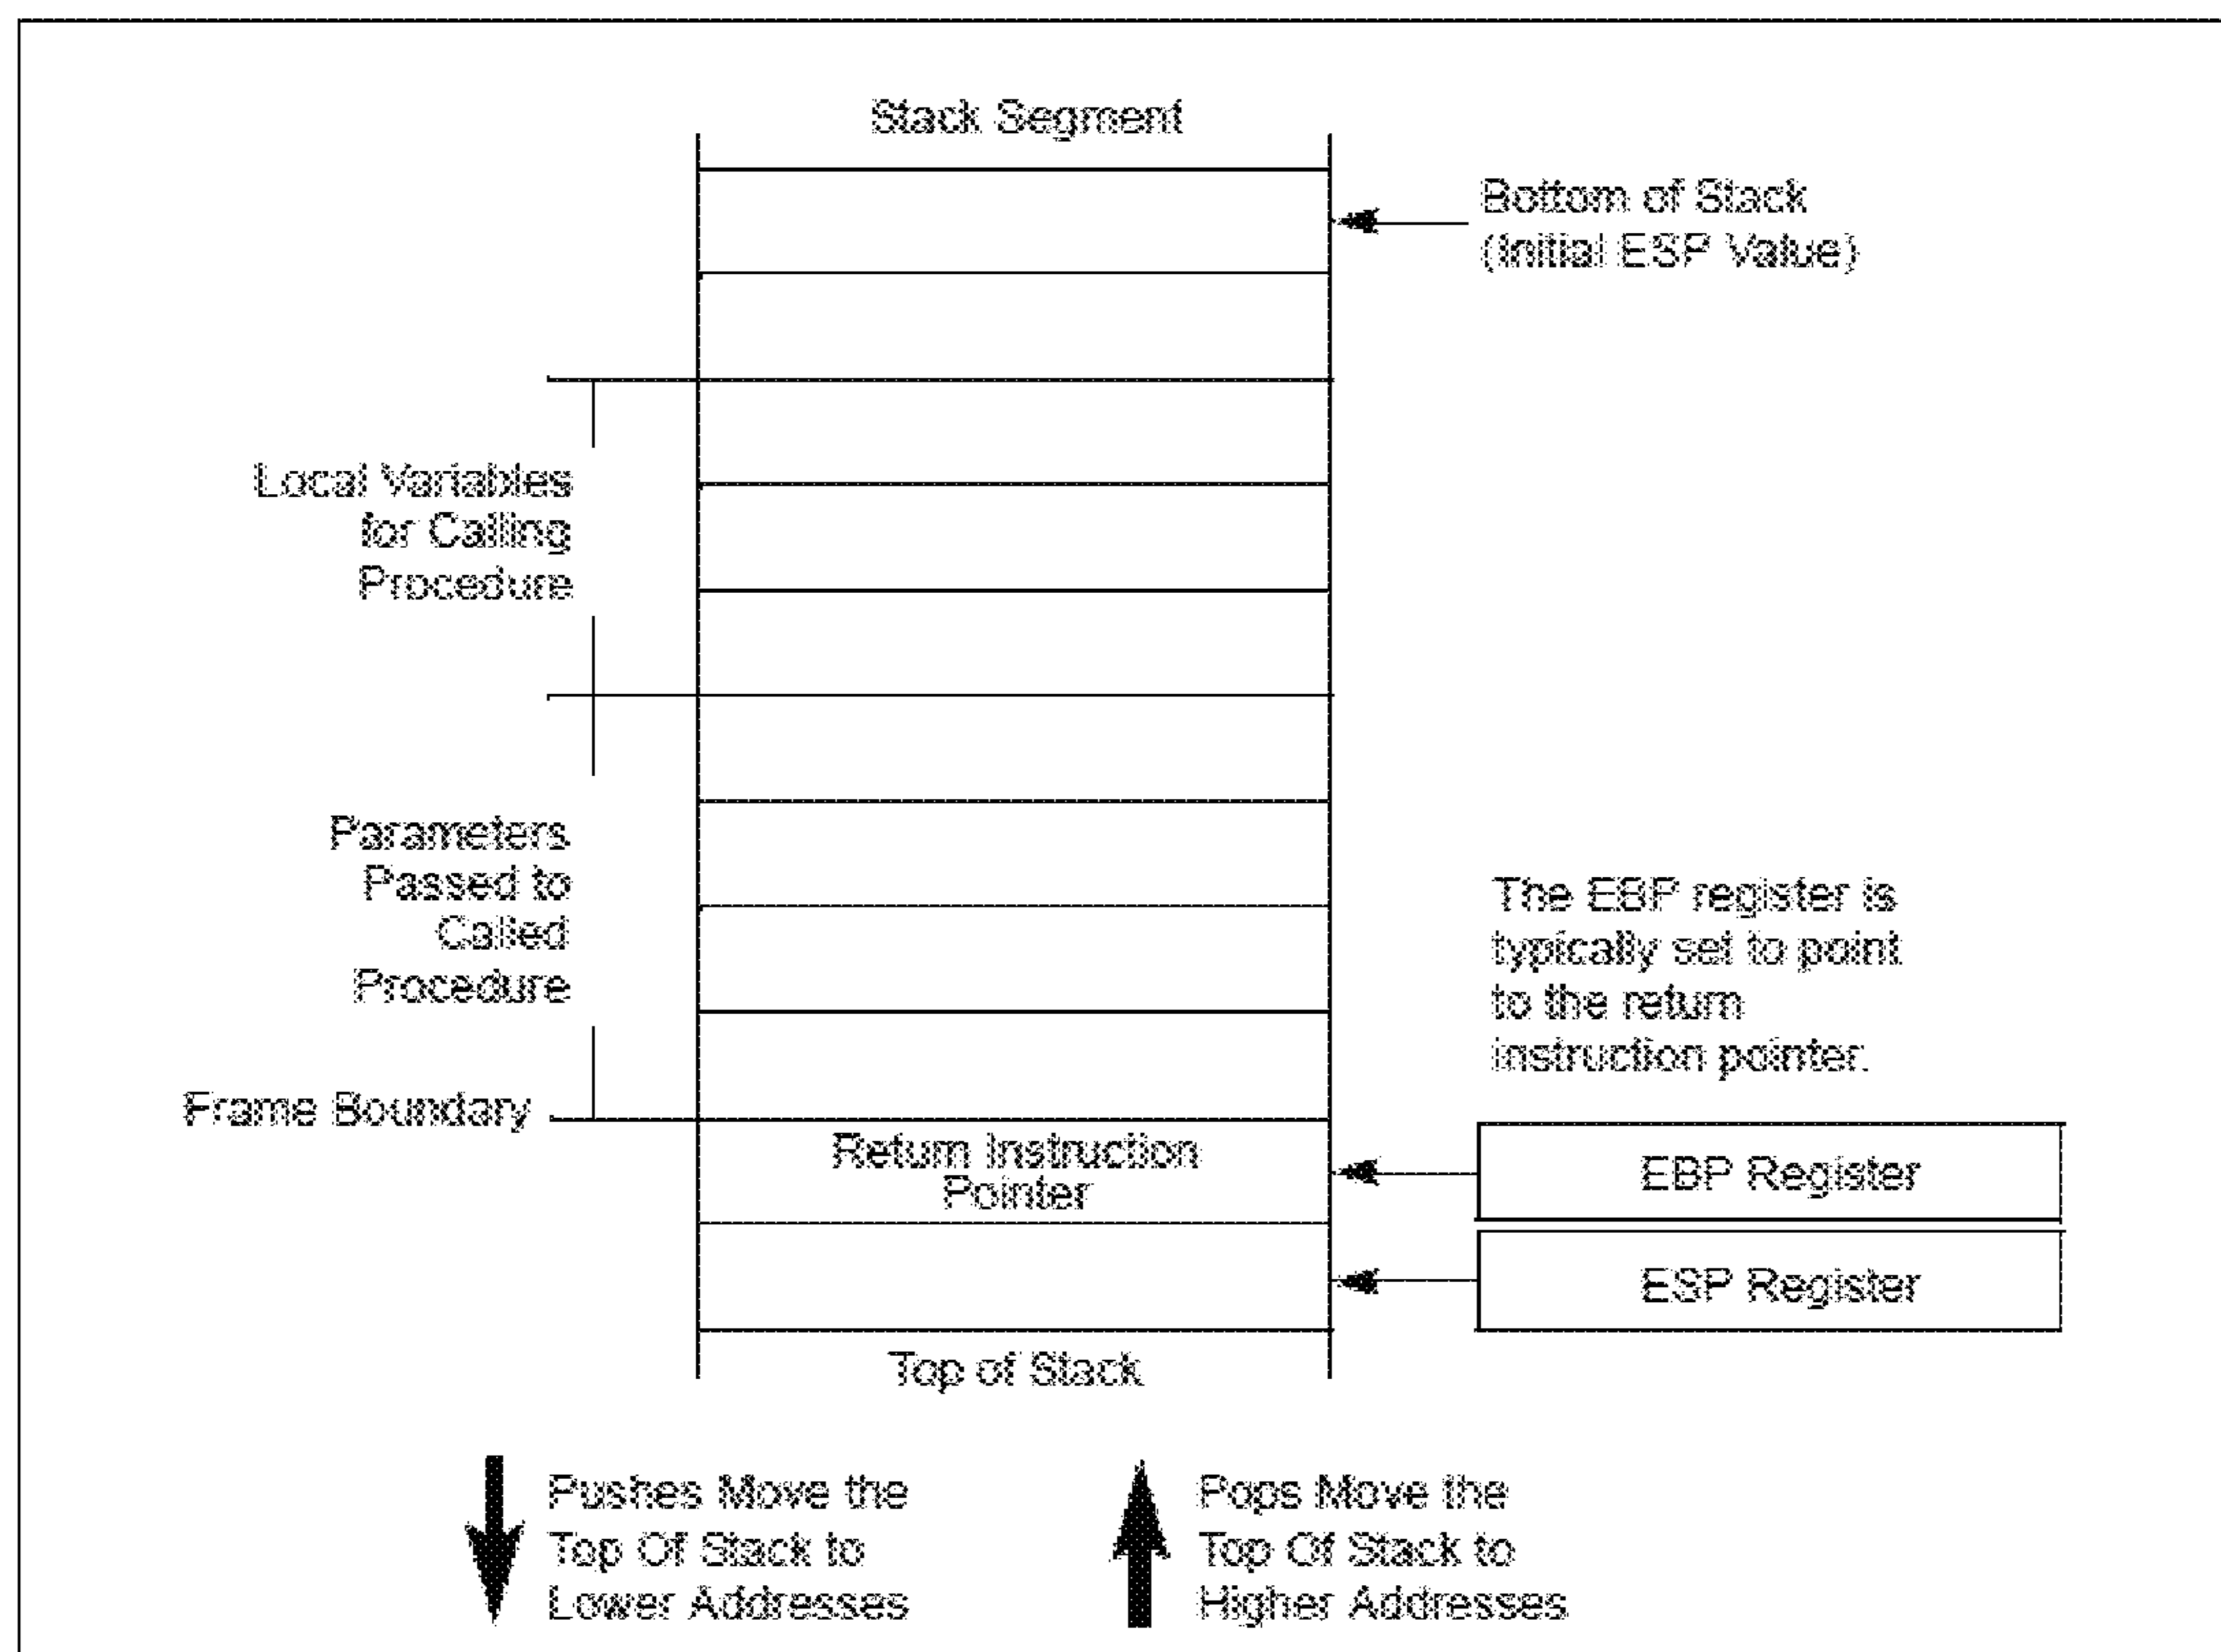 Stack Segment
Bottom of Stack
(Initial ESP Value)
Local Variables
for Calling
Procedure
Parameters
Passed to
Called
Procedure
The EBP register is
typically set to point
to the return
instruction pointer.
Frame Boundary
Return Instruction
Pointer
EBP Register
ESP Register
Top of Stack
Pushes Move the
Top Of Stack to
Lower Addresses
Pops Move the
Top Of Stack to
Higher Addresses